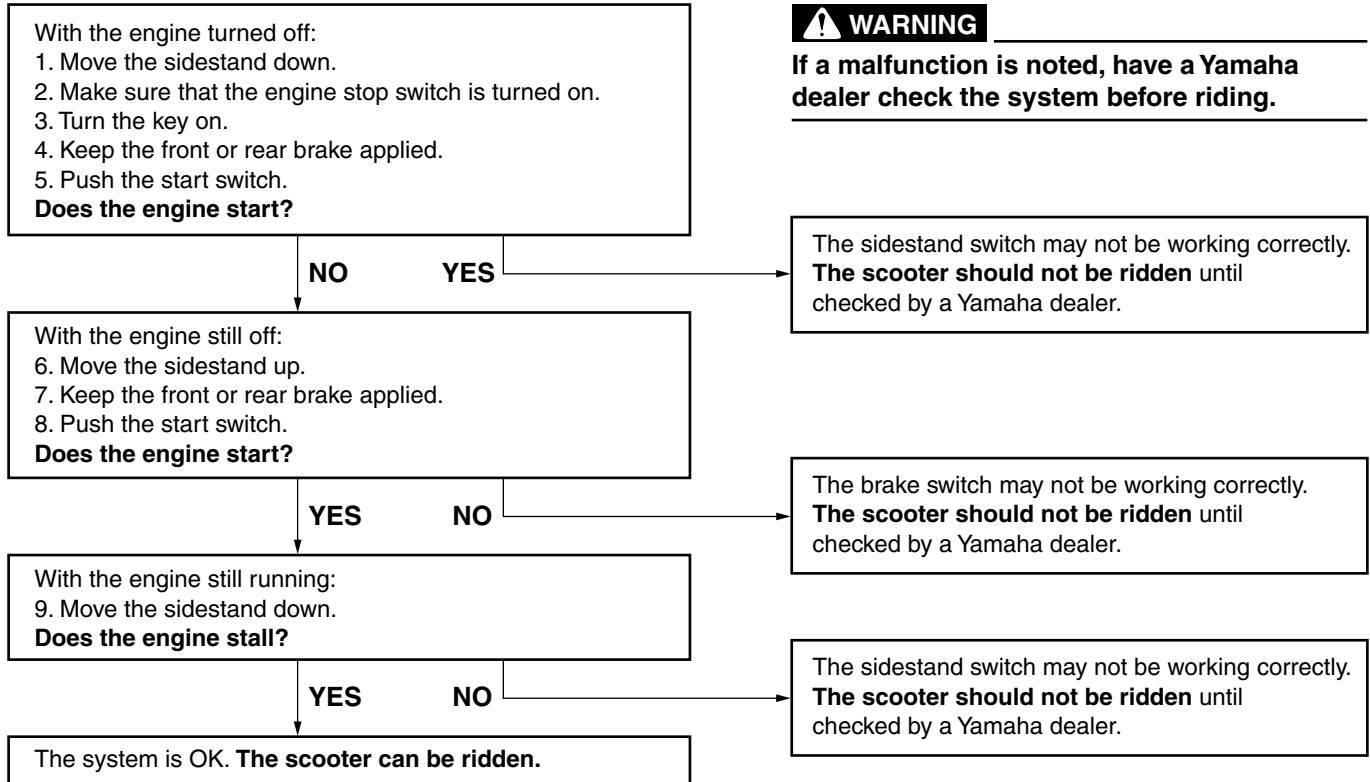 With the engine turned off:
1. Move the sidestand down.
2. Make sure that the engine stop switch is turned on.
3. Turn the key on.
4. Keep the front or rear brake applied.
5. Push the start switch.
Does the engine start?
WARNING
If a malfunction is noted, have a Yamaha
dealer check the system before riding.
NO YES
The sidestand switch may not be working correctly.
The scooter should not be ridden until
checked by a Yamaha dealer.
With the engine still off:
6. Move the sidestand up.
7. Keep the front or rear brake applied.
8. Push the start switch.
Does the engine start?
YES NO
The brake switch may not be working correctly.
The scooter should not be ridden until
checked by a Yamaha dealer.
With the engine still running:
9. Move the sidestand down.
Does the engine stall?
YES NO
The sidestand switch may not be working correctly.
The scooter should not be ridden until
checked by a Yamaha dealer.
The system is OK. The scooter can be ridden.